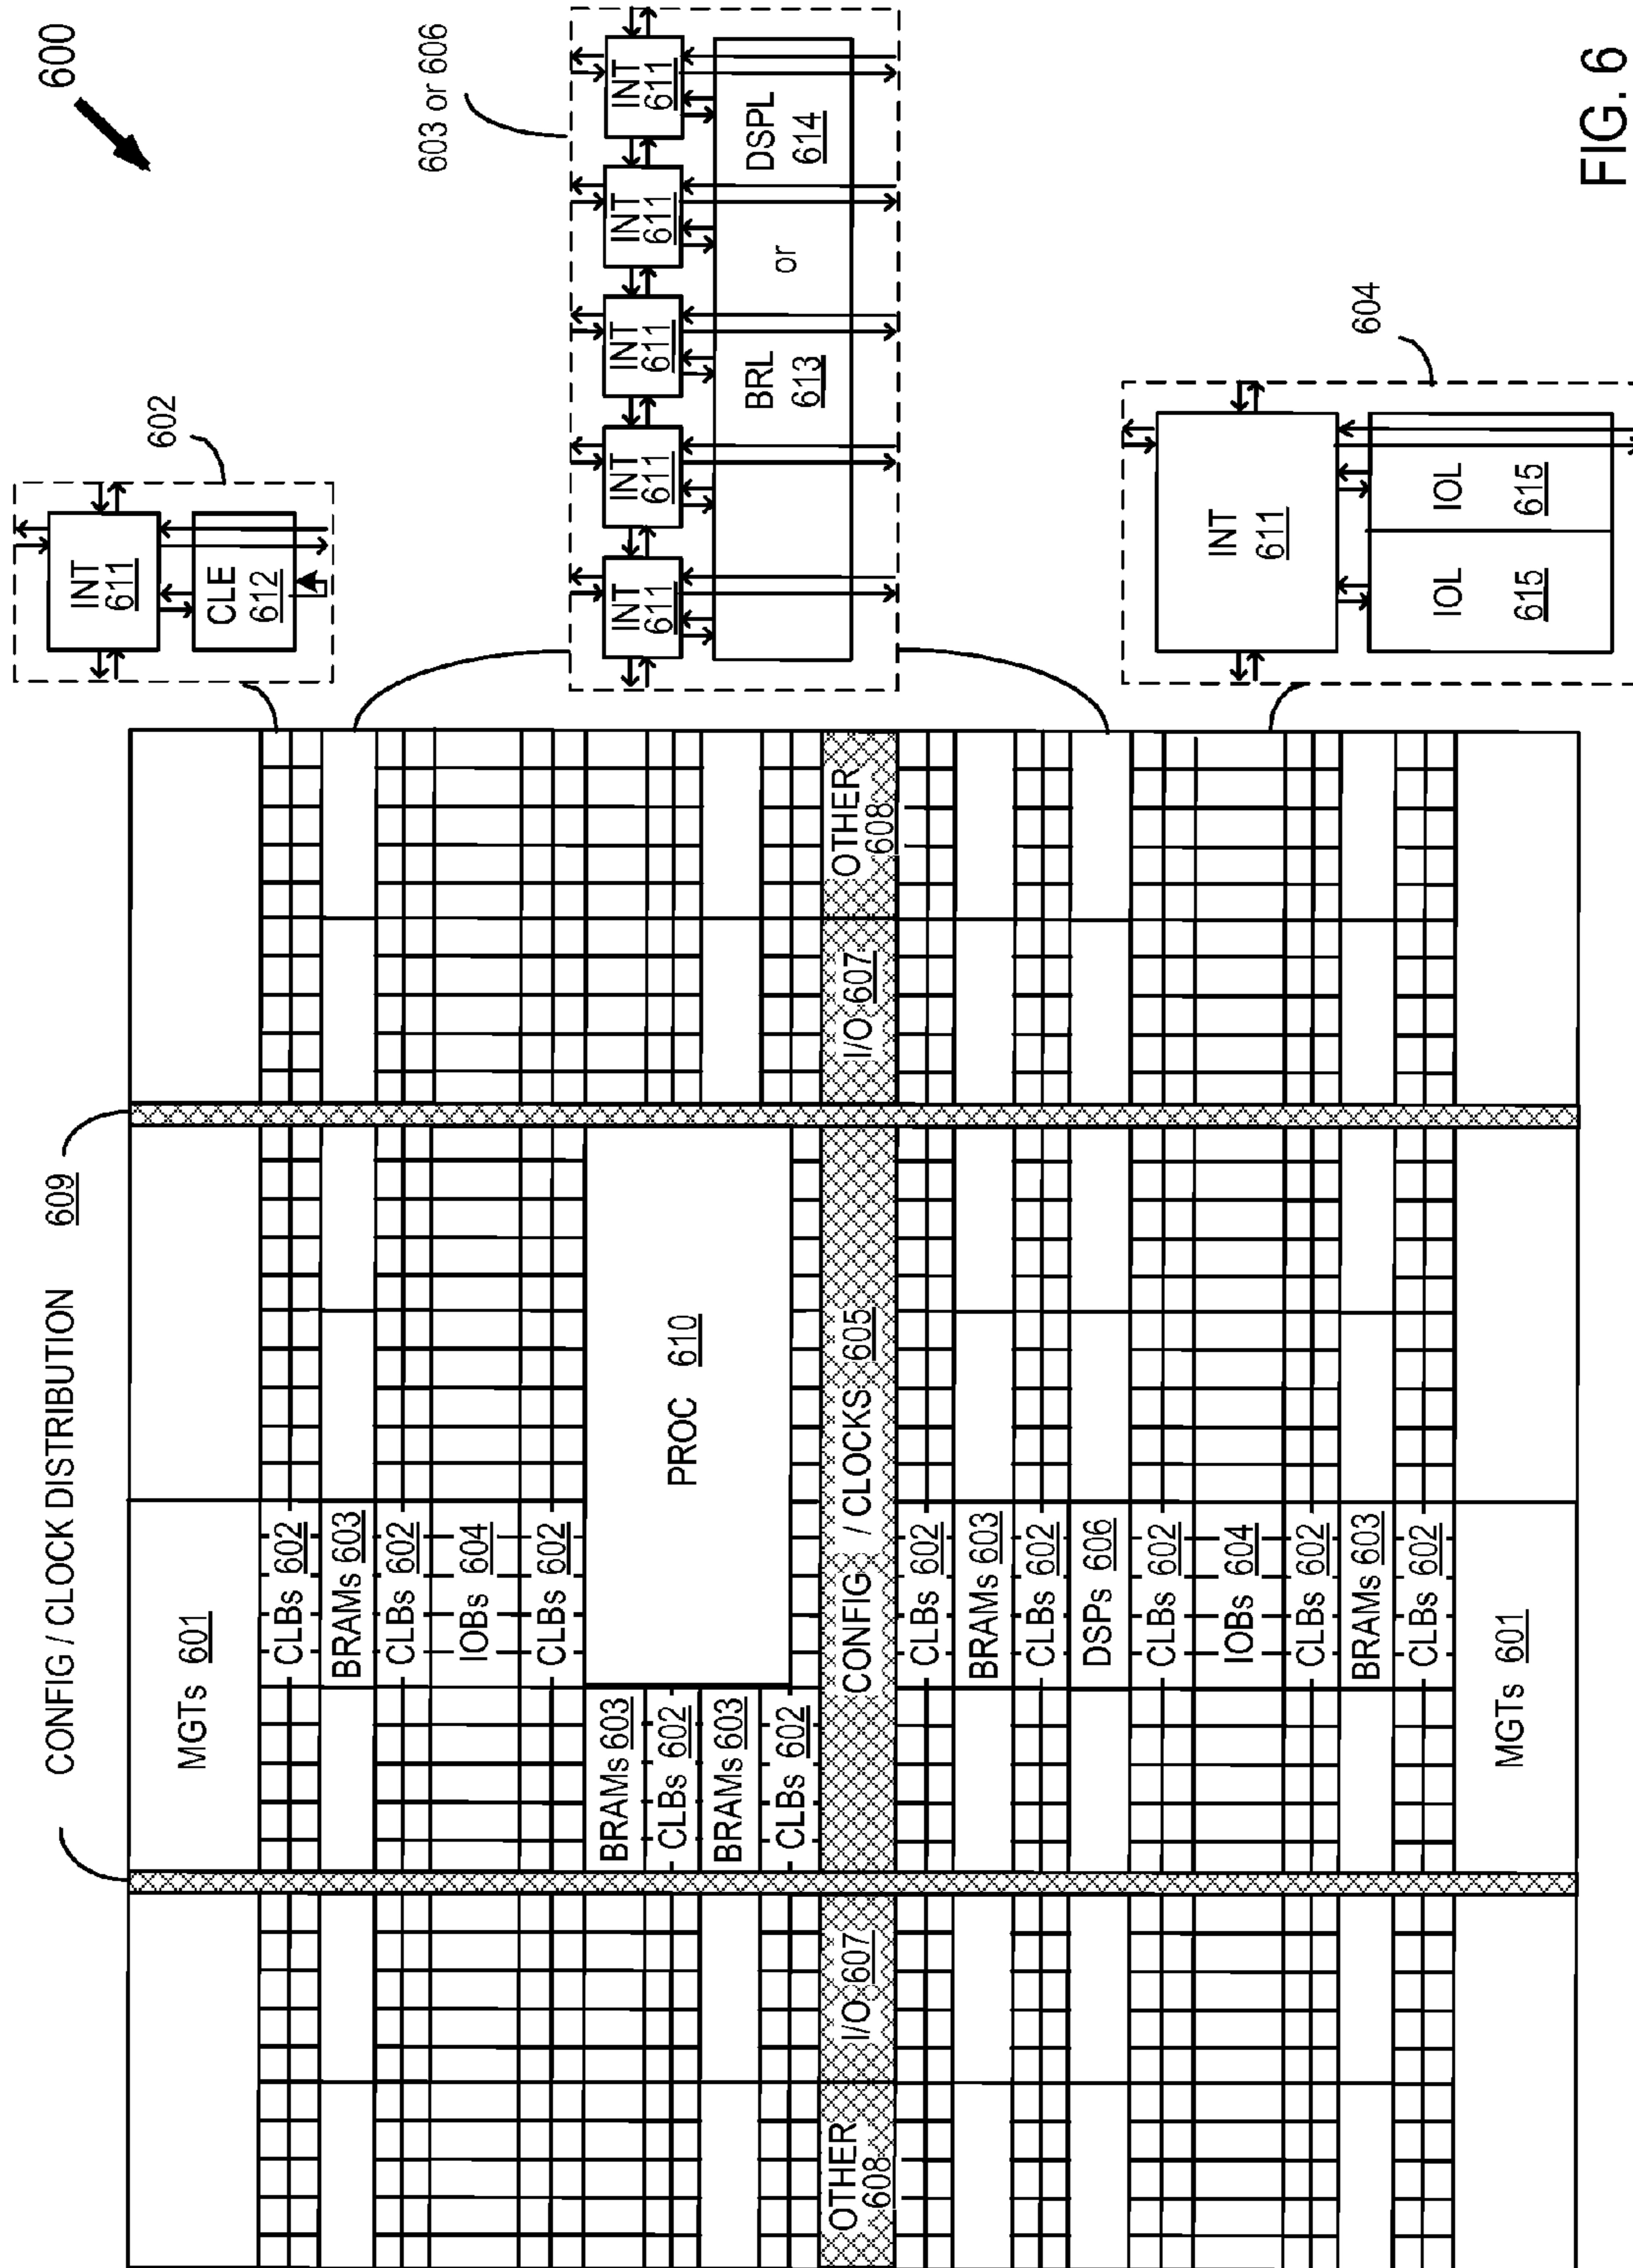 600
CONFIG / CLOCK DISTRIBUTION 609
MGTs 601
CLBs 602
BRAMs 603
CLBs 602
IOBs 604
CLBs 602
BRAMs 603
CLBs 602
BRAMs 603
CLBs 602
PROC 610
OTHER
608
I/O 607
CONFIG / CLOCKS 605
I/O 607
OTHER
608
CLBs 602
BRAMs 603
CLBs 602
DSPs 606
CLBs 602
IOBs 604
CLBs 602
BRAMs 603
CLBs 602
MGTs 601
602
INT
611
CLE
612
603 or 606
INT
611
INT
611
INT
611
INT
611
INT
611
BRL
613
or
DSPL
614
604
INT
611
IOL
615
IOL
615
FIG. 6